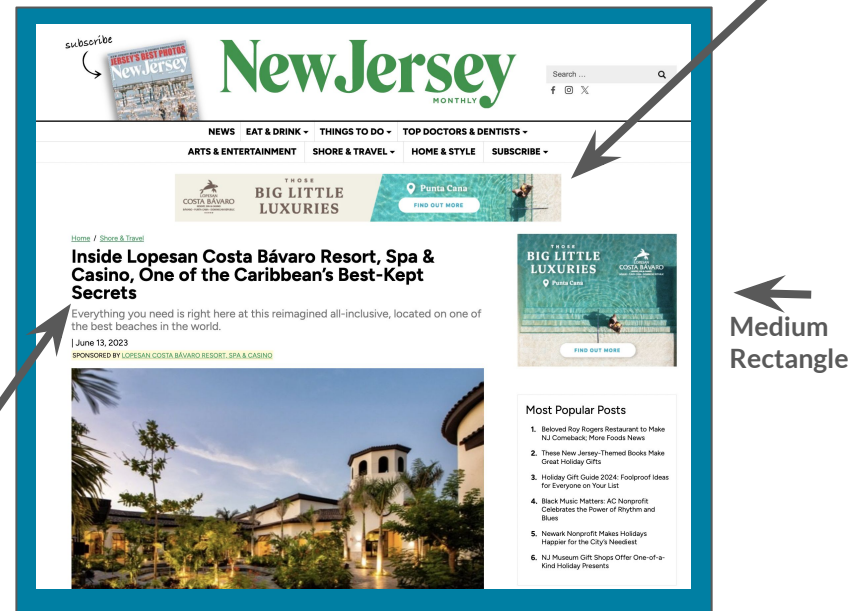 subscribe
JERSEY'S BEST PHOTOS
New Jersey
New Jersey
MONTHLY
Search ...
NEWS EAT & DRINK THINGS TO DO TOP DOCTORS & DENTISTS
ARTS & ENTERTAINMENT SHORE & TRAVEL HOME & STYLE SUBSCRIBE
LOPESAN
COSTA BÁVARO
THOSE
BIG LITTLE
LUXURIES
Punta Cana
FIND OUT MORE
Home / Shore & Travel
Inside Lopesan Costa Bávaro Resort, Spa &
Casino, One of the Caribbean's Best-Kept
Secrets
Everything you need is right here at this reimagined all-inclusive, located on one of
the best beaches in the world.
| June 13, 2023
SPONSORED BY LOPESAN COSTA BÁVARO RESORT, SPA & CASINO
THOSE
BIG LITTLE
LUXURIES
Punta Cana
LOPESAN
COSTA BÁVARO
FIND OUT MORE
Medium
Rectangle
Most Popular Posts
1. Beloved Roy Rogers Restaurant to Make
NJ Comeback; More Foods News
2. These New Jersey-Themed Books Make
Great Holiday Gifts
3. Holiday Gift Guide 2024: Foolproof Ideas
for Everyone on Your List
4. Black Music Matters: AC Nonprofit
Celebrates the Power of Rhythm and
Blues
5. Newark Nonprofit Makes Holidays
Happier for the City's Neediest
6. NJ Museum Gift Shops Offer One-of-a-
Kind Holiday Presents